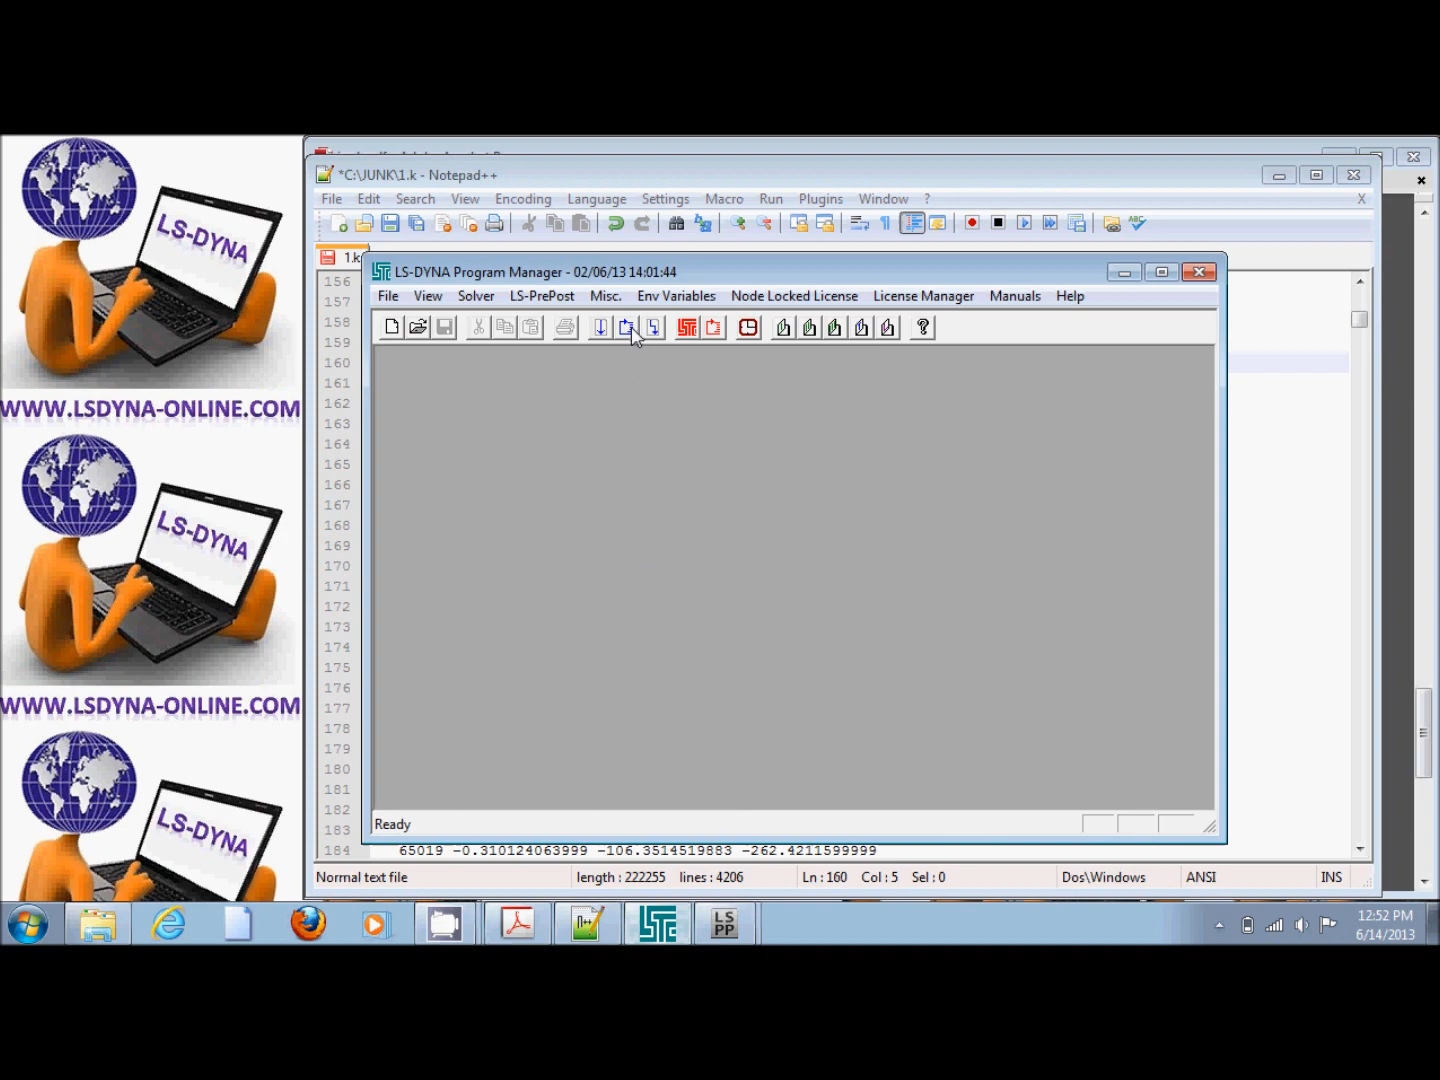 LS-DYNA
WWW.LSDYNA-ONLINE.COM
LS-DYNA
WWW.LSDYNA-ONLINE.COM
LS-DYNA
*C:\JUNK\1.k - Notepad++
File Edit Search View Encoding Language Settings Macro Run Plugins Window ? X
1.k
156
157
158
159
160
161
162
163
164
165
166
167
168
169
170
171
172
173
174
175
176
177
178
179
180
181
182
183
184 65019 -0.310124063999 -106.3514519883 -262.4211599999
LS-DYNA Program Manager - 02/06/13 14:01:44
File View Solver LS-PrePost Misc. Env Variables Node Locked License License Manager Manuals Help
Ready
Normal text file length : 222255 lines : 4206 Ln : 160 Col : 5 Sel : 0 Dos\Windows ANSI INS
LS
PP
12:52 PM
6/14/2013